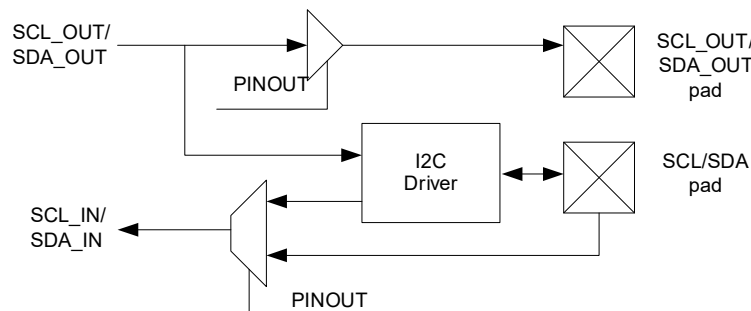 SCL_OUT/
SDA_OUT
PINOUT
SCL_OUT/
SDA_OUT
pad
I2C
Driver
SCL/SDA
pad
SCL_IN/
SDA_IN
PINOUT